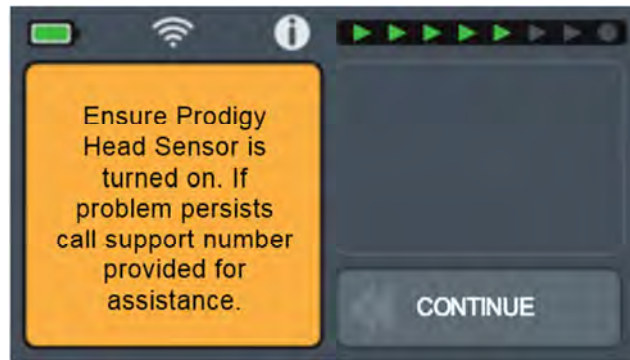 Ensure Prodigy
Head Sensor is
turned on. If
problem persists
call support number
provided for
assistance.
CONTINUE